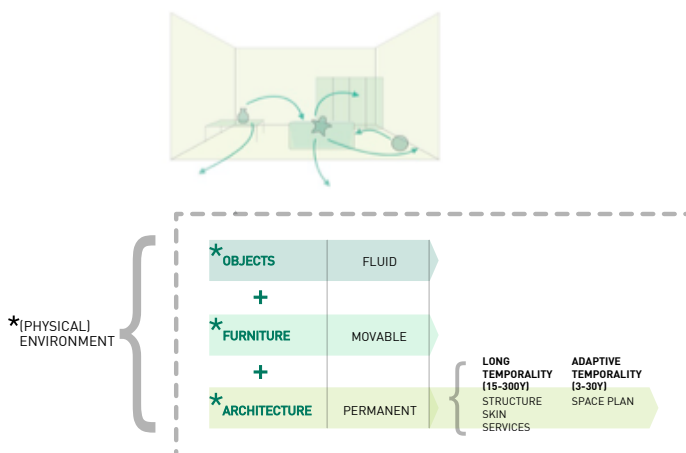 *OBJECTS FLUID
+
*FURNITURE MOVABLE
+
*(PHYSICAL)
ENVIRONMENT
*ARCHITECTURE PERMANENT
LONG
TEMPORALITY
(15-300Y)
STRUCTURE
SKIN
SERVICES
ADAPTIVE
TEMPORALITY
(3-30Y)
SPACE PLAN